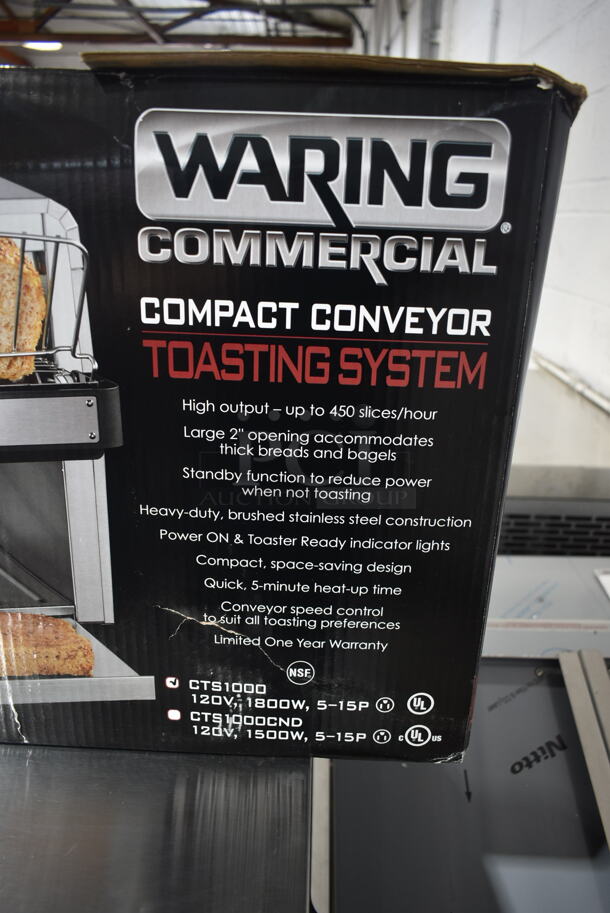 WARING
COMMERCIAL®
COMPACT CONVEYOR
TOASTING SYSTEM
High output – up to 450 slices/hour
Large 2" opening accommodates
thick breads and bagels
Standby function to reduce power
when not toasting
Heavy-duty, brushed stainless steel construction
Power ON & Toaster Ready indicator lights
Compact, space-saving design
Quick, 5-minute heat-up time
Conveyor speed control
to suit all toasting preferences
Limited One Year Warranty
NSF
CTS1000
120V, 1800W, 5-15P UL
CTS1000CND
120V, 1500W, 5-15P c UL US
Nitto
AUCTION GROUP